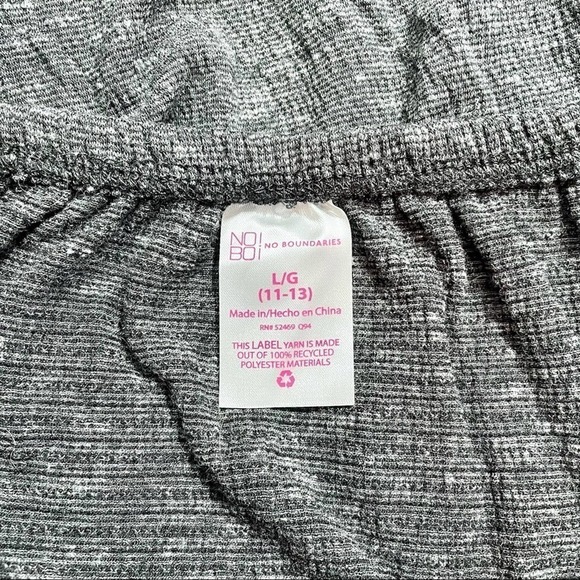 NO
BO!
NO BOUNDARIES
L/G
(11-13)
Made in/Hecho en China
RN# 52469 Q94
THIS LABEL YARN IS MADE
OUT OF 100% RECYCLED
POLYESTER MATERIALS